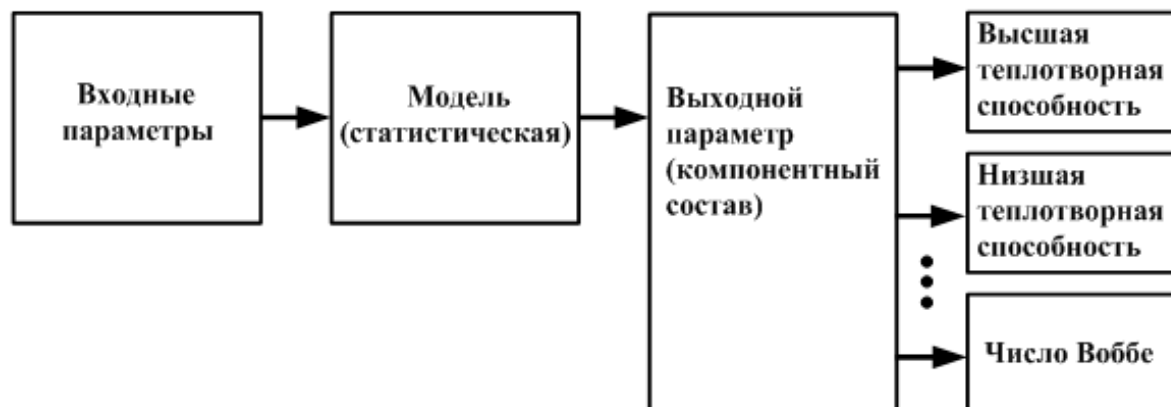 Входные
параметры
Модель
(статистическая)
Выходной
параметр
(компонентный
состав)
Высшая
теплотворная
способность
Низшая
теплотворная
способность
Число Воббе